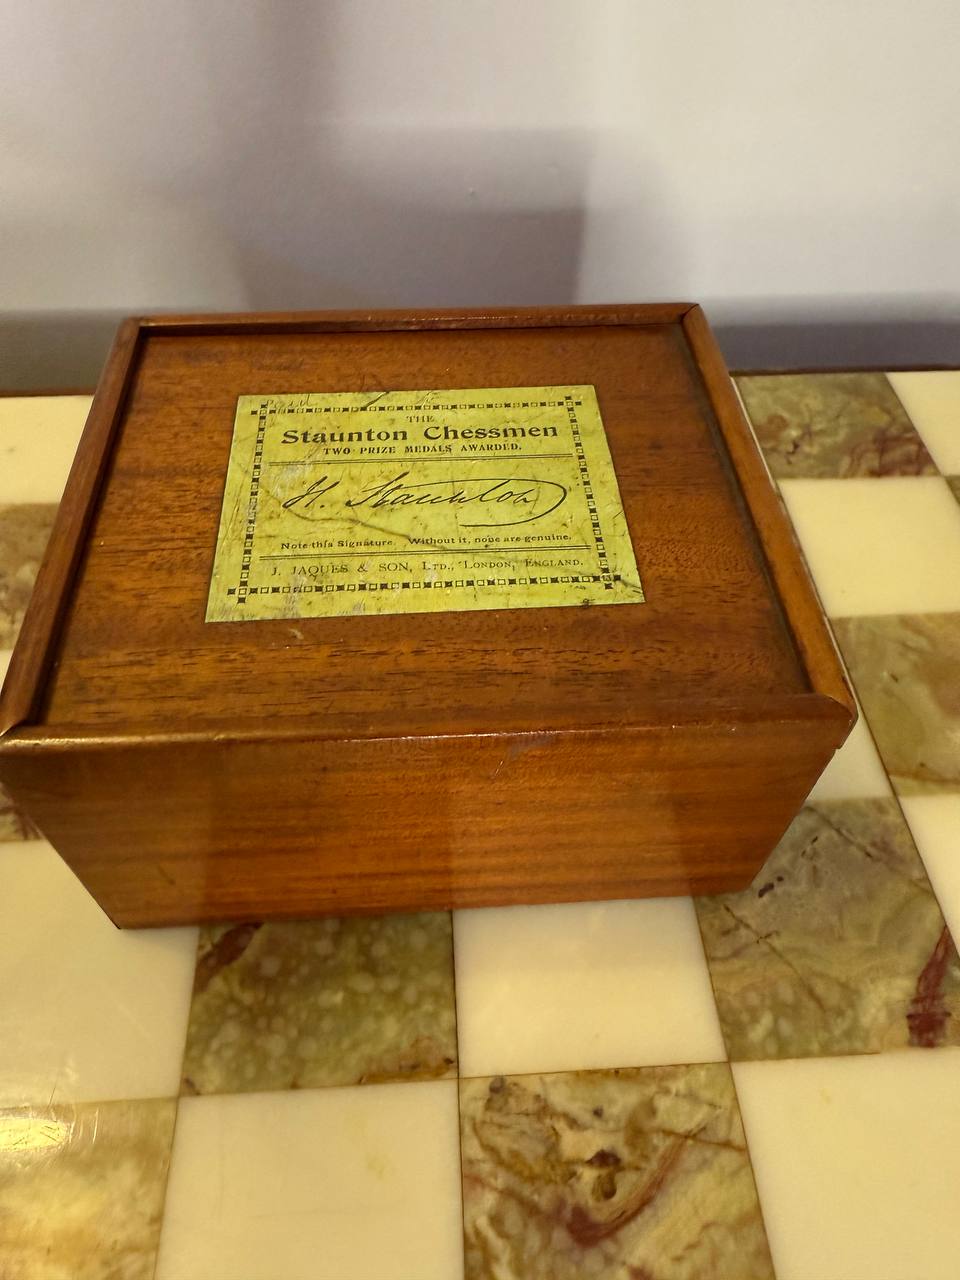 THE
Staunton Chessmen
TWO PRIZE MEDALS AWARDED.
H. Staunton
Note this Signature. Without it, none are genuine.
J. JAQUES & SON, LTD., LONDON, ENGLAND.